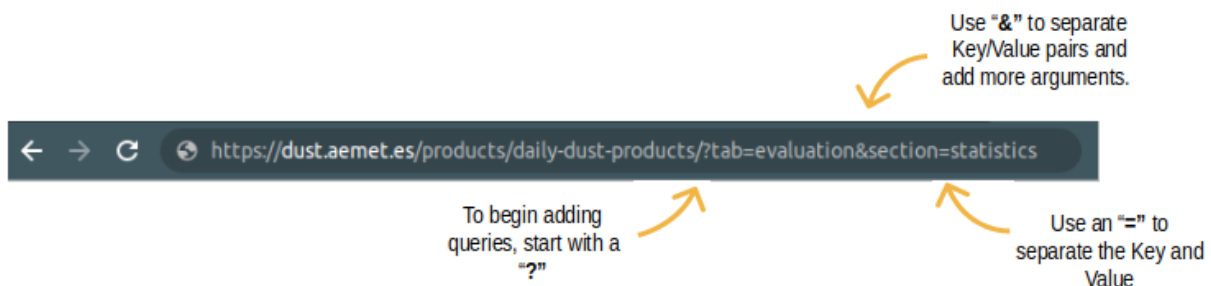 Use “&” to separate
Key/Value pairs and
add more arguments.
https://dust.aemet.es/products/daily-dust-products/?tab=evaluation&section=statistics
To begin adding
queries, start with a
“?”
Use an “=” to
separate the Key and
Value